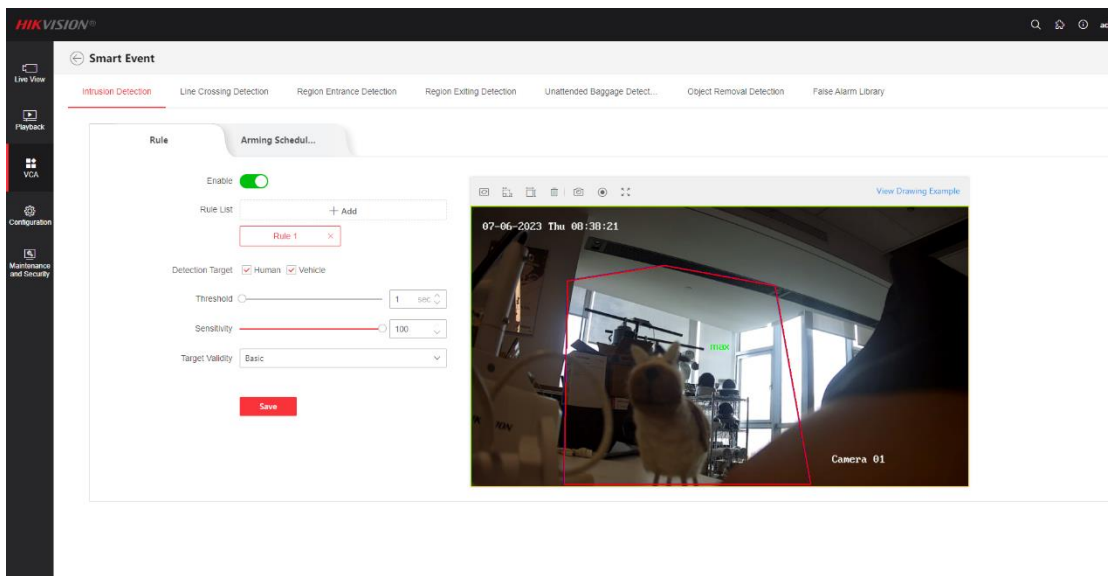 HIKVISION®
Smart Event
Live View
Playback
VCA
Configuration
Maintenance
and Security
Intrusion Detection
Line Crossing Detection
Region Entrance Detection
Region Exiting Detection
Unattended Baggage Detect...
Object Removal Detection
False Alarm Library
Rule
Arming Schedul...
Enable
Rule List
+ Add
Rule 1 ×
Detection Target Human Vehicle
Threshold 1 sec
Sensitivity 100
Target Validity Basic
Save
View Drawing Example
07-06-2023 Thu 08:38:21
max
Camera 01